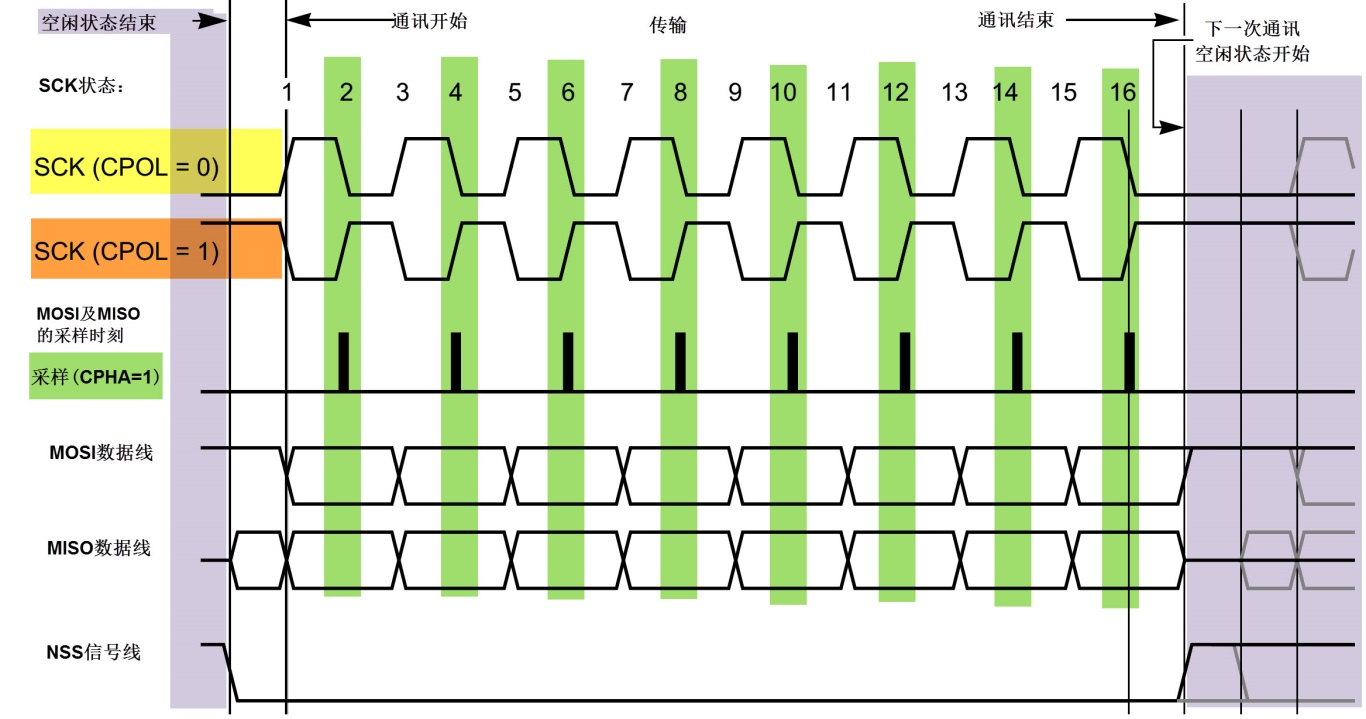 空闲状态结束
通讯开始
传输
通讯结束
下一次通讯
空闲状态开始
SCK状态：
1 2 3 4 5 6 7 8 9 10 11 12 13 14 15 16
SCK (CPOL = 0)
SCK (CPOL = 1)
MOSI及MISO
的采样时刻
采样(CPHA=1)
MOSI数据线
MISO数据线
NSS信号线